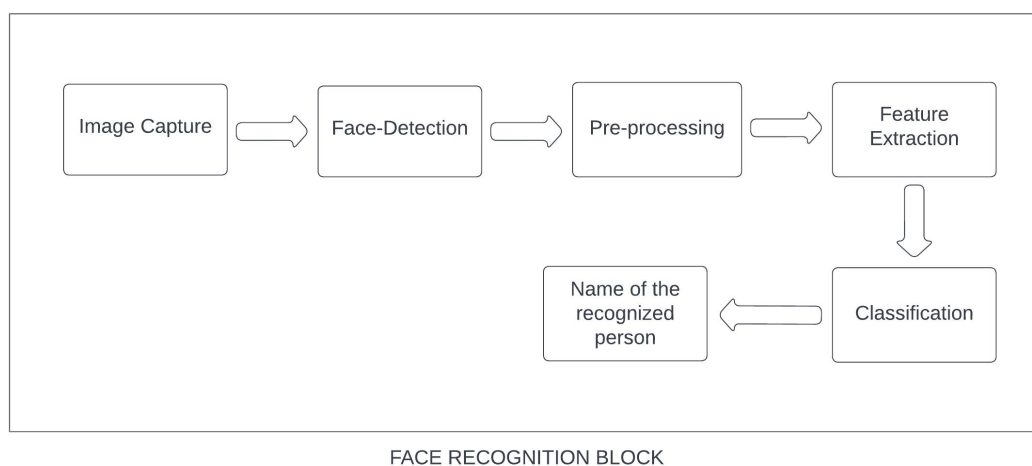 Image Capture
Face-Detection
Pre-processing
Feature
Extraction
Name of the
recognized
person
Classification
FACE RECOGNITION BLOCK